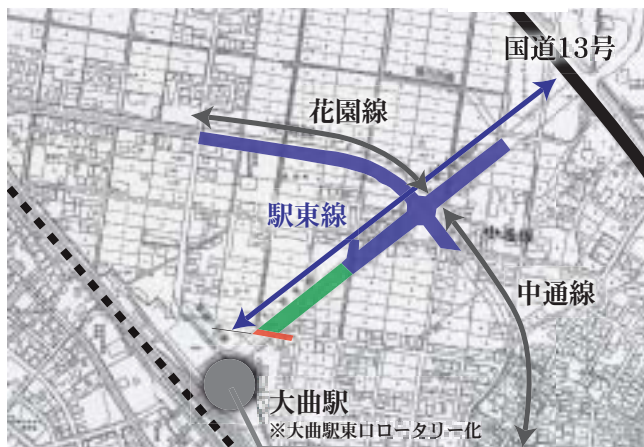 国道13号
花園線
駅東線
中通線
大曲駅
※大曲駅東口ロータリー化